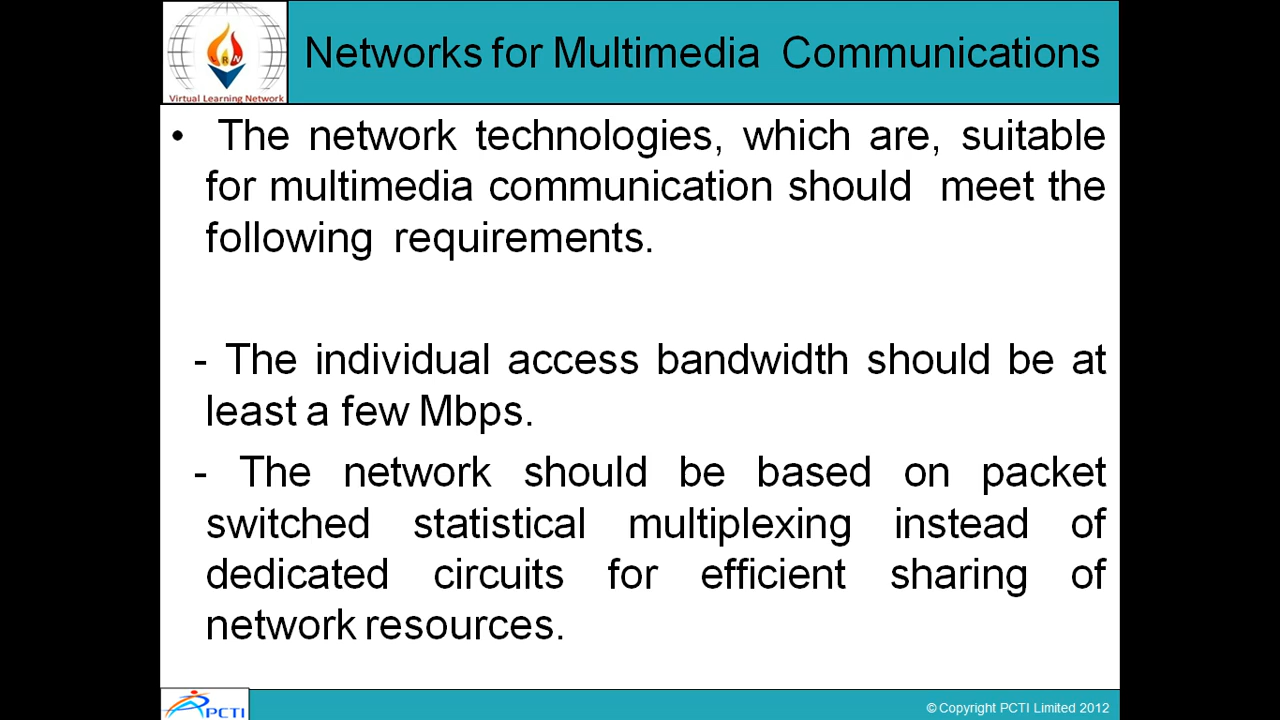 Networks for Multimedia Communications
Virtual Learning Network
• The network technologies, which are, suitable
for multimedia communication should meet the
following requirements.
- The individual access bandwidth should be at
least a few Mbps.
- The network should be based on packet
switched statistical multiplexing instead of
dedicated circuits for efficient sharing of
network resources.
PCTI
© Copyright PCTI Limited 2012